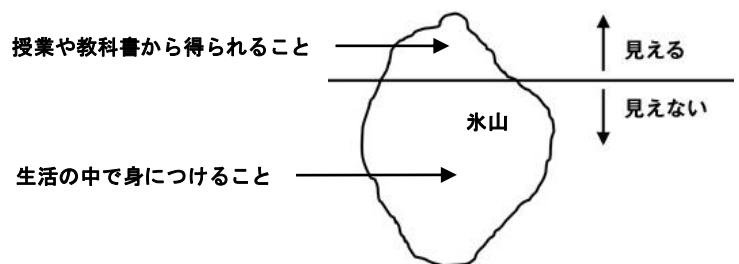 授業や教科書から得られること
見える
見えない
氷山
生活の中で身につけること